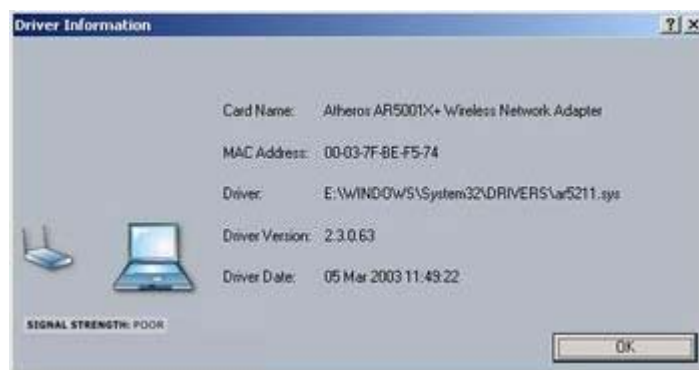 Driver Information
Card Name: Atheros AR5001X+ Wireless Network Adapter
MAC Address: 00-03-7F-BE-F5-74
Driver: E:\WINDOWS\System32\DRIVERS\ar5211.sys
Driver Version: 2.3.0.63
Driver Date: 05 Mar 2003 11:49:22
SIGNAL STRENGTH: POOR
OK